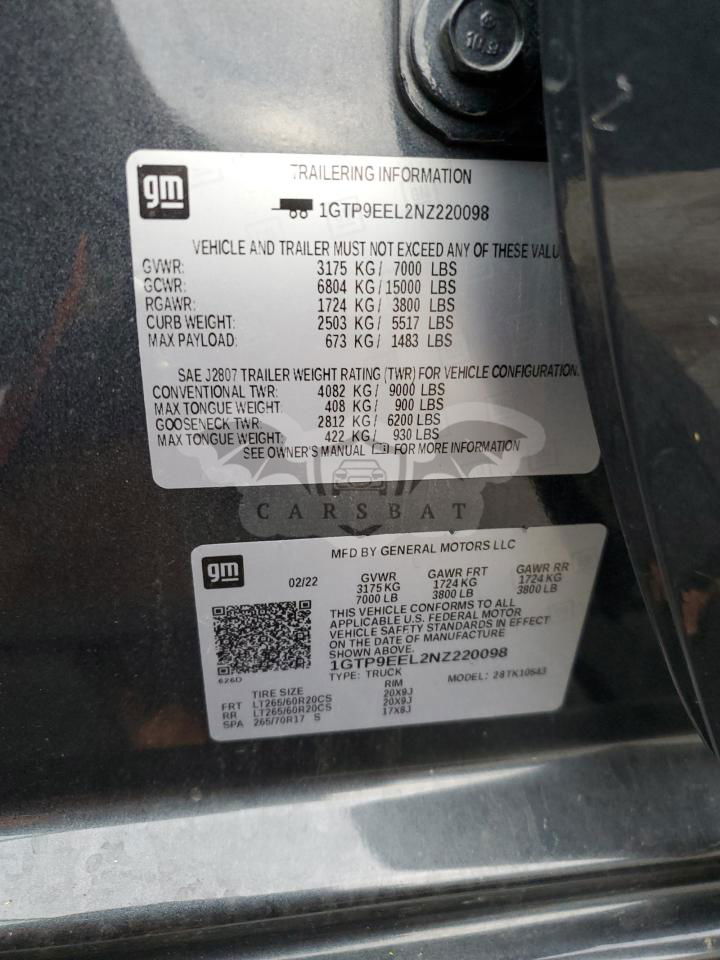 10.9
gm
TRAILERING INFORMATION
1GTP9EEL2NZ220098
VEHICLE AND TRAILER MUST NOT EXCEED ANY OF THESE VALU
GVWR: 3175 KG/ 7000 LBS
GCWR: 6804 KG/15000 LBS
RGAWR: 1724 KG/ 3800 LBS
CURB WEIGHT: 2503 KG/ 5517 LBS
MAX PAYLOAD: 673 KG/ 1483 LBS
SAE J2807 TRAILER WEIGHT RATING (TWR) FOR VEHICLE CONFIGURATION.
CONVENTIONAL TWR: 4082 KG/ 9000 LBS
MAX TONGUE WEIGHT: 408 KG/ 900 LBS
GOOSENECK TWR: 2812 KG/ 6200 LBS
MAX TONGUE WEIGHT: 422 KG/ 930 LBS
SEE OWNER'S MANUAL FOR MORE INFORMATION
CARSBAT
gm
MFD BY GENERAL MOTORS LLC
02/22 GVWR GAWR FRT GAWR RR
3175 KG 1724 KG 1724 KG
7000 LB 3800 LB 3800 LB
THIS VEHICLE CONFORMS TO ALL
APPLICABLE U.S. FEDERAL MOTOR
VEHICLE SAFTY STANDARDS IN EFFECT
ON THE DATE OF MANUFACTURE
SHOWN ABOVE.
1GTP9EEL2NZ220098
626D
TYPE: TRUCK MODEL: 28TK10543
TIRE SIZE RIM
FRT LT265/60R20CS 20X9J
RR LT265/60R20CS 20X9J
SPA 265/70R17 S 17X8J